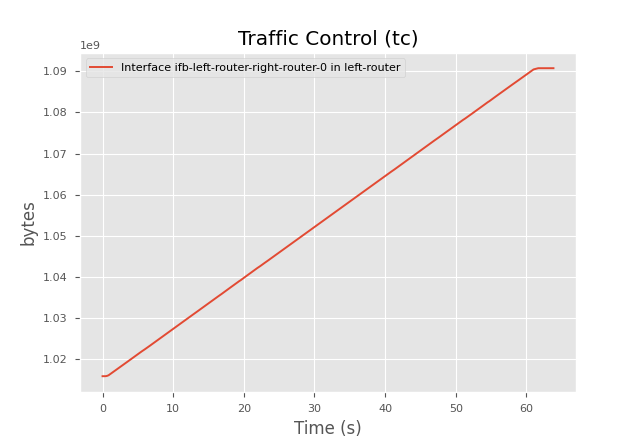 Traffic Control (tc)
1e9
Interface ifb-left-router-right-router-0 in left-router
1.09
1.08
1.07
1.06
1.05
1.04
1.03
1.02
bytes
0 10 20 30 40 50 60
Time (s)